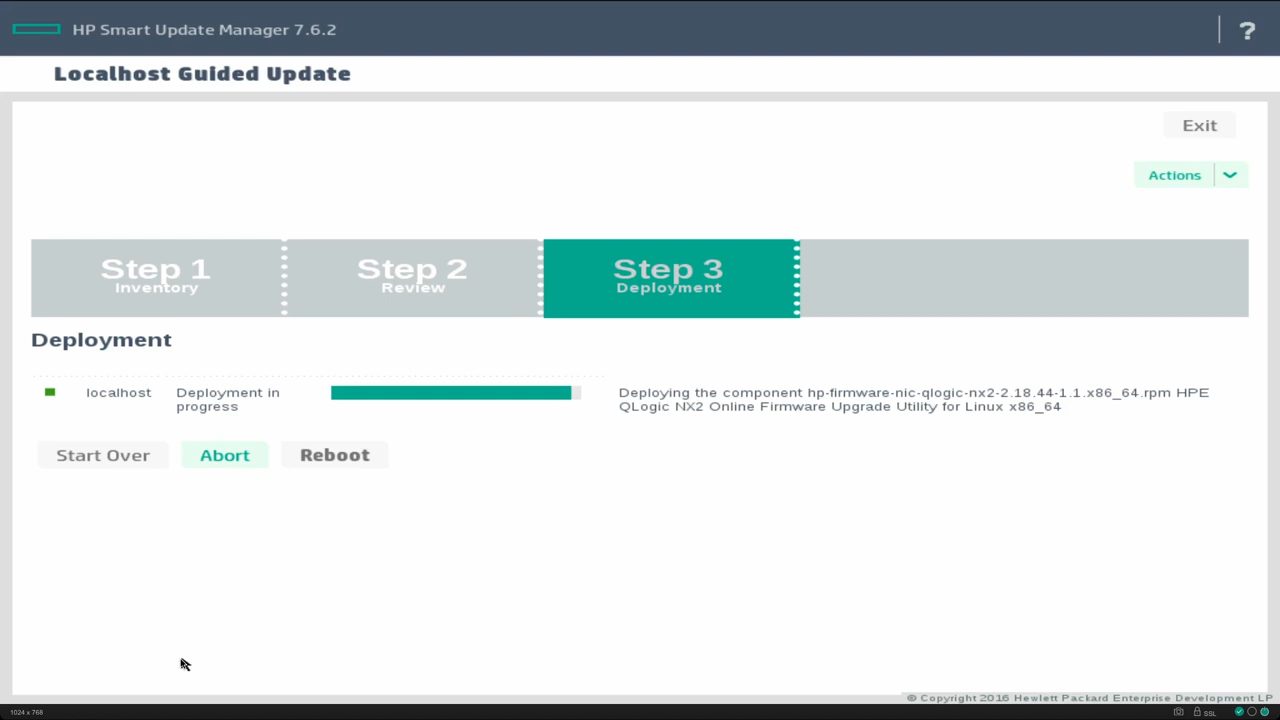 HP Smart Update Manager 7.6.2
?
Localhost Guided Update
Exit
Actions
Step 1
Inventory
Step 2
Review
Step 3
Deployment
Deployment
localhost
Deployment in
progress
Deploying the component hp-firmware-nic-qlogic-nx2-2.18.44-1.1.x86_64.rpm HPE
QLogic NX2 Online Firmware Upgrade Utility for Linux x86_64
Start Over
Abort
Reboot
© Copyright 2016 Hewlett Packard Enterprise Development LP
1024 x 768
SSL